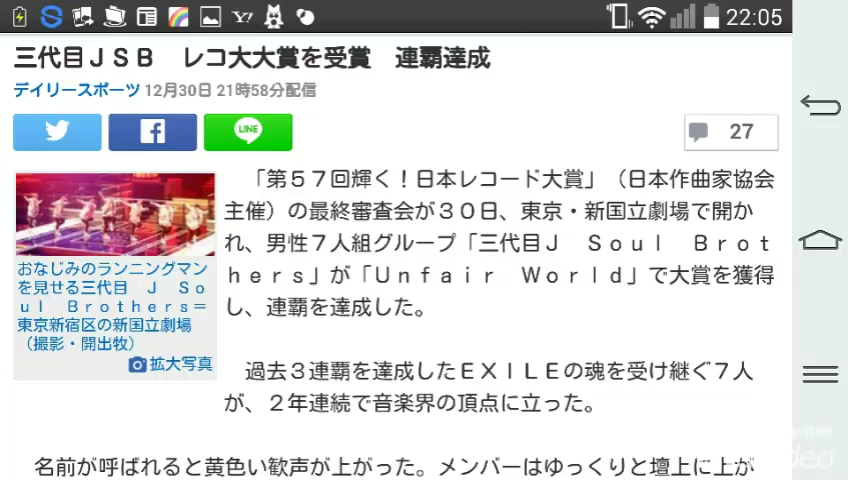 22:05
三代目ＪＳＢ　レコ大大賞を受賞　連覇達成
デイリースポーツ 12月30日 21時58分配信
LINE
27
「第５７回輝く！日本レコード大賞」（日本作曲家協会
主催）の最終審査会が３０日、東京・新国立劇場で開か
れ、男性７人組グループ「三代目Ｊ　Ｓｏｕｌ　Ｂｒｏｔ
ｈｅｒｓ」が「Ｕｎｆａｉｒ　Ｗｏｒｌｄ」で大賞を獲得
し、連覇を達成した。
おなじみのランニングマン
を見せる三代目　Ｊ　Ｓｏ
ｕｌ　Ｂｒｏｔｈｅｒｓ＝
東京新宿区の新国立劇場
（撮影・開出牧）
拡大写真
過去３連覇を達成したＥＸＩＬＥの魂を受け継ぐ７人
が、２年連続で音楽界の頂点に立った。
名前が呼ばれると黄色い歓声が上がった。メンバーはゆっくりと壇上に上が